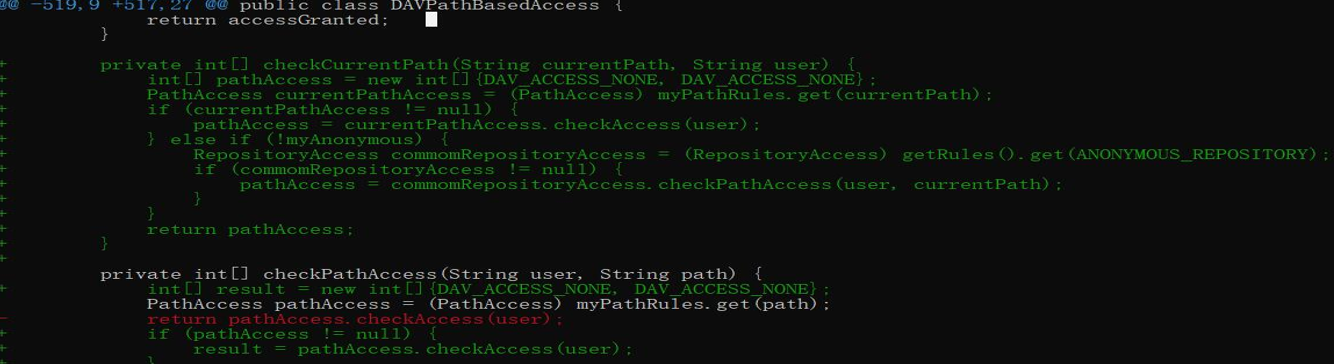 @@ -519,9 +517,27 @@ public class DAVPathBasedAccess {
             return accessGranted;
         }

+        private int[] checkCurrentPath(String currentPath, String user) {
+            int[] pathAccess = new int[]{DAV_ACCESS_NONE, DAV_ACCESS_NONE};
+            PathAccess currentPathAccess = (PathAccess) myPathRules.get(currentPath);
+            if (currentPathAccess != null) {
+                pathAccess = currentPathAccess.checkAccess(user);
+            } else if (!myAnonymous) {
+                RepositoryAccess commomRepositoryAccess = (RepositoryAccess) getRules().get(ANONYMOUS_REPOSITORY);
+                if (commomRepositoryAccess != null) {
+                    pathAccess = commomRepositoryAccess.checkPathAccess(user, currentPath);
+                }
+            }
+            return pathAccess;
+        }
+
         private int[] checkPathAccess(String user, String path) {
+            int[] result = new int[]{DAV_ACCESS_NONE, DAV_ACCESS_NONE};
             PathAccess pathAccess = (PathAccess) myPathRules.get(path);
-            return pathAccess.checkAccess(user);
+            if (pathAccess != null) {
+                result = pathAccess.checkAccess(user);
+            }